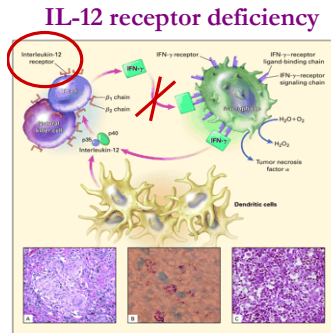 IL-12 receptor deficiency
Interleukin-12
receptor
IFN-γ
IFN-γ receptor
IFN-γ–receptor
ligand-binding chain
IFN-γ–receptor
signaling chain
T cell
β1 chain
β2 chain
Natural
killer cell
Macrophage
p35
p40
Interleukin-12
IFN-γ
H2O+O2
H2O2
Tumor necrosis
factor α
Dendritic cells
A
B
C